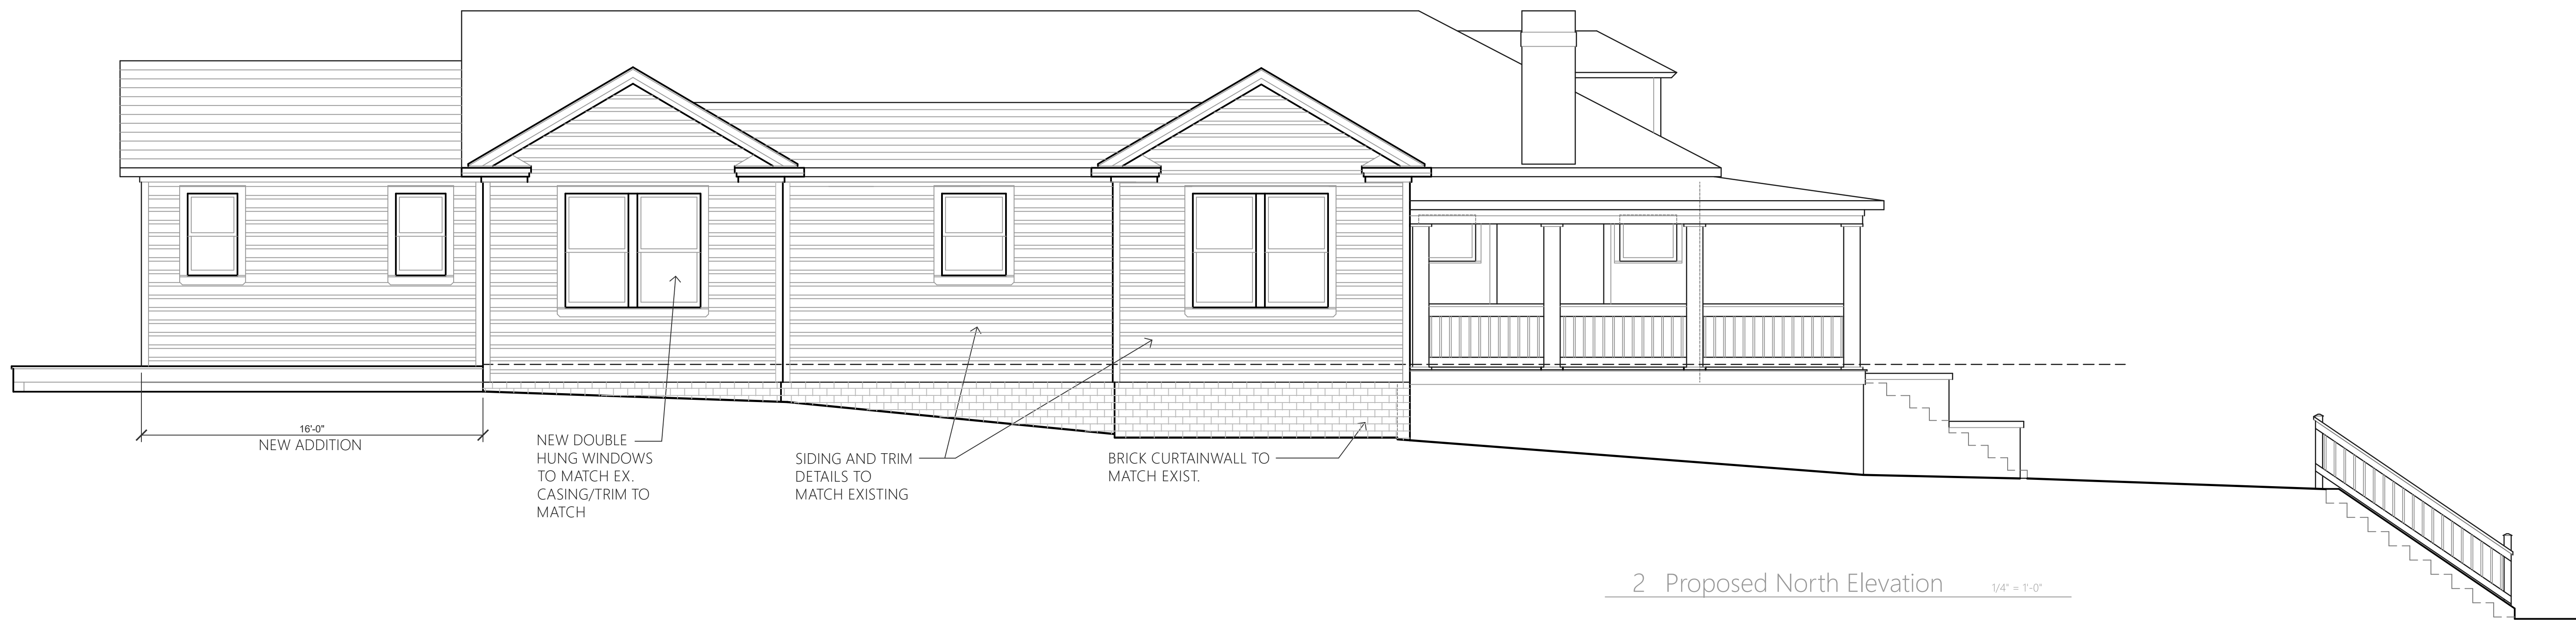 16'-0"
NEW ADDITION
NEW DOUBLE
HUNG WINDOWS
TO MATCH EX.
CASING/TRIM TO
MATCH
SIDING AND TRIM
DETAILS TO
MATCH EXISTING
BRICK CURTAINWALL TO
MATCH EXIST.
2 Proposed North Elevation 1/4" = 1'-0"